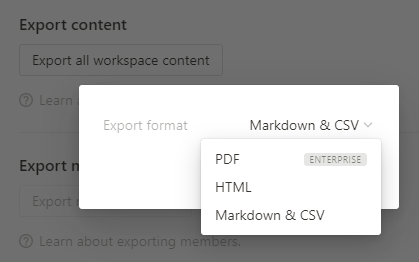 Export content
Export all workspace content
Learn
Export format
Markdown & CSV
PDF
ENTERPRISE
HTML
Markdown & CSV
Export
Export
Learn about exporting members.